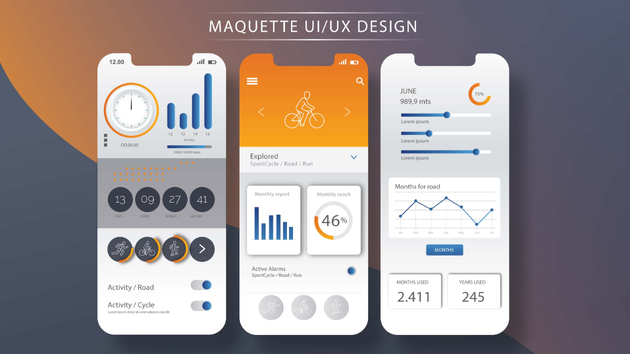 MAQUETTE UI/UX DESIGN
12.00
00:00:00
12 13 14 15
13 09 27 41
Activity / Road
Activity / Cycle
Explored
SportCycle / Road / Run
Monthly report
Monthly result
46%
Active Alarms
SportCycle / Road / Run
JUNE
989,9 mts
75%
Lorem ipsum
Lorem ipsum
Lorem ipsum
Months for road
MONTHS
MONTHS USED
2.411
YEARS USED
245